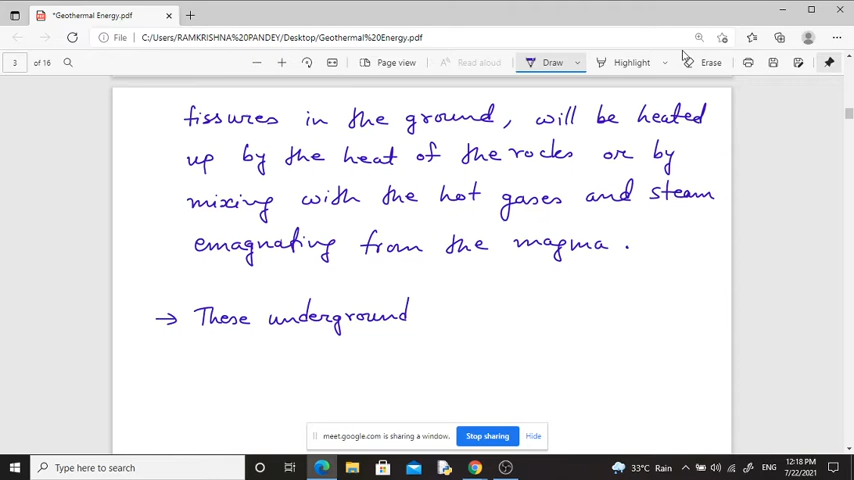 *Geothermal Energy.pdf
File C:/Users/RAMKRISHNA%20PANDEY/Desktop/Geothermal%20Energy.pdf
3 of 16 Page view Read aloud Draw Highlight Erase
fissures in the ground, will be heated
up by the heat of the rocks or by
mixing with the hot gases and steam
emagnating from the magma.
→ These underground
meet.google.com is sharing a window. Stop sharing Hide
Type here to search 33°C Rain ENG 12:18 PM
7/22/2021